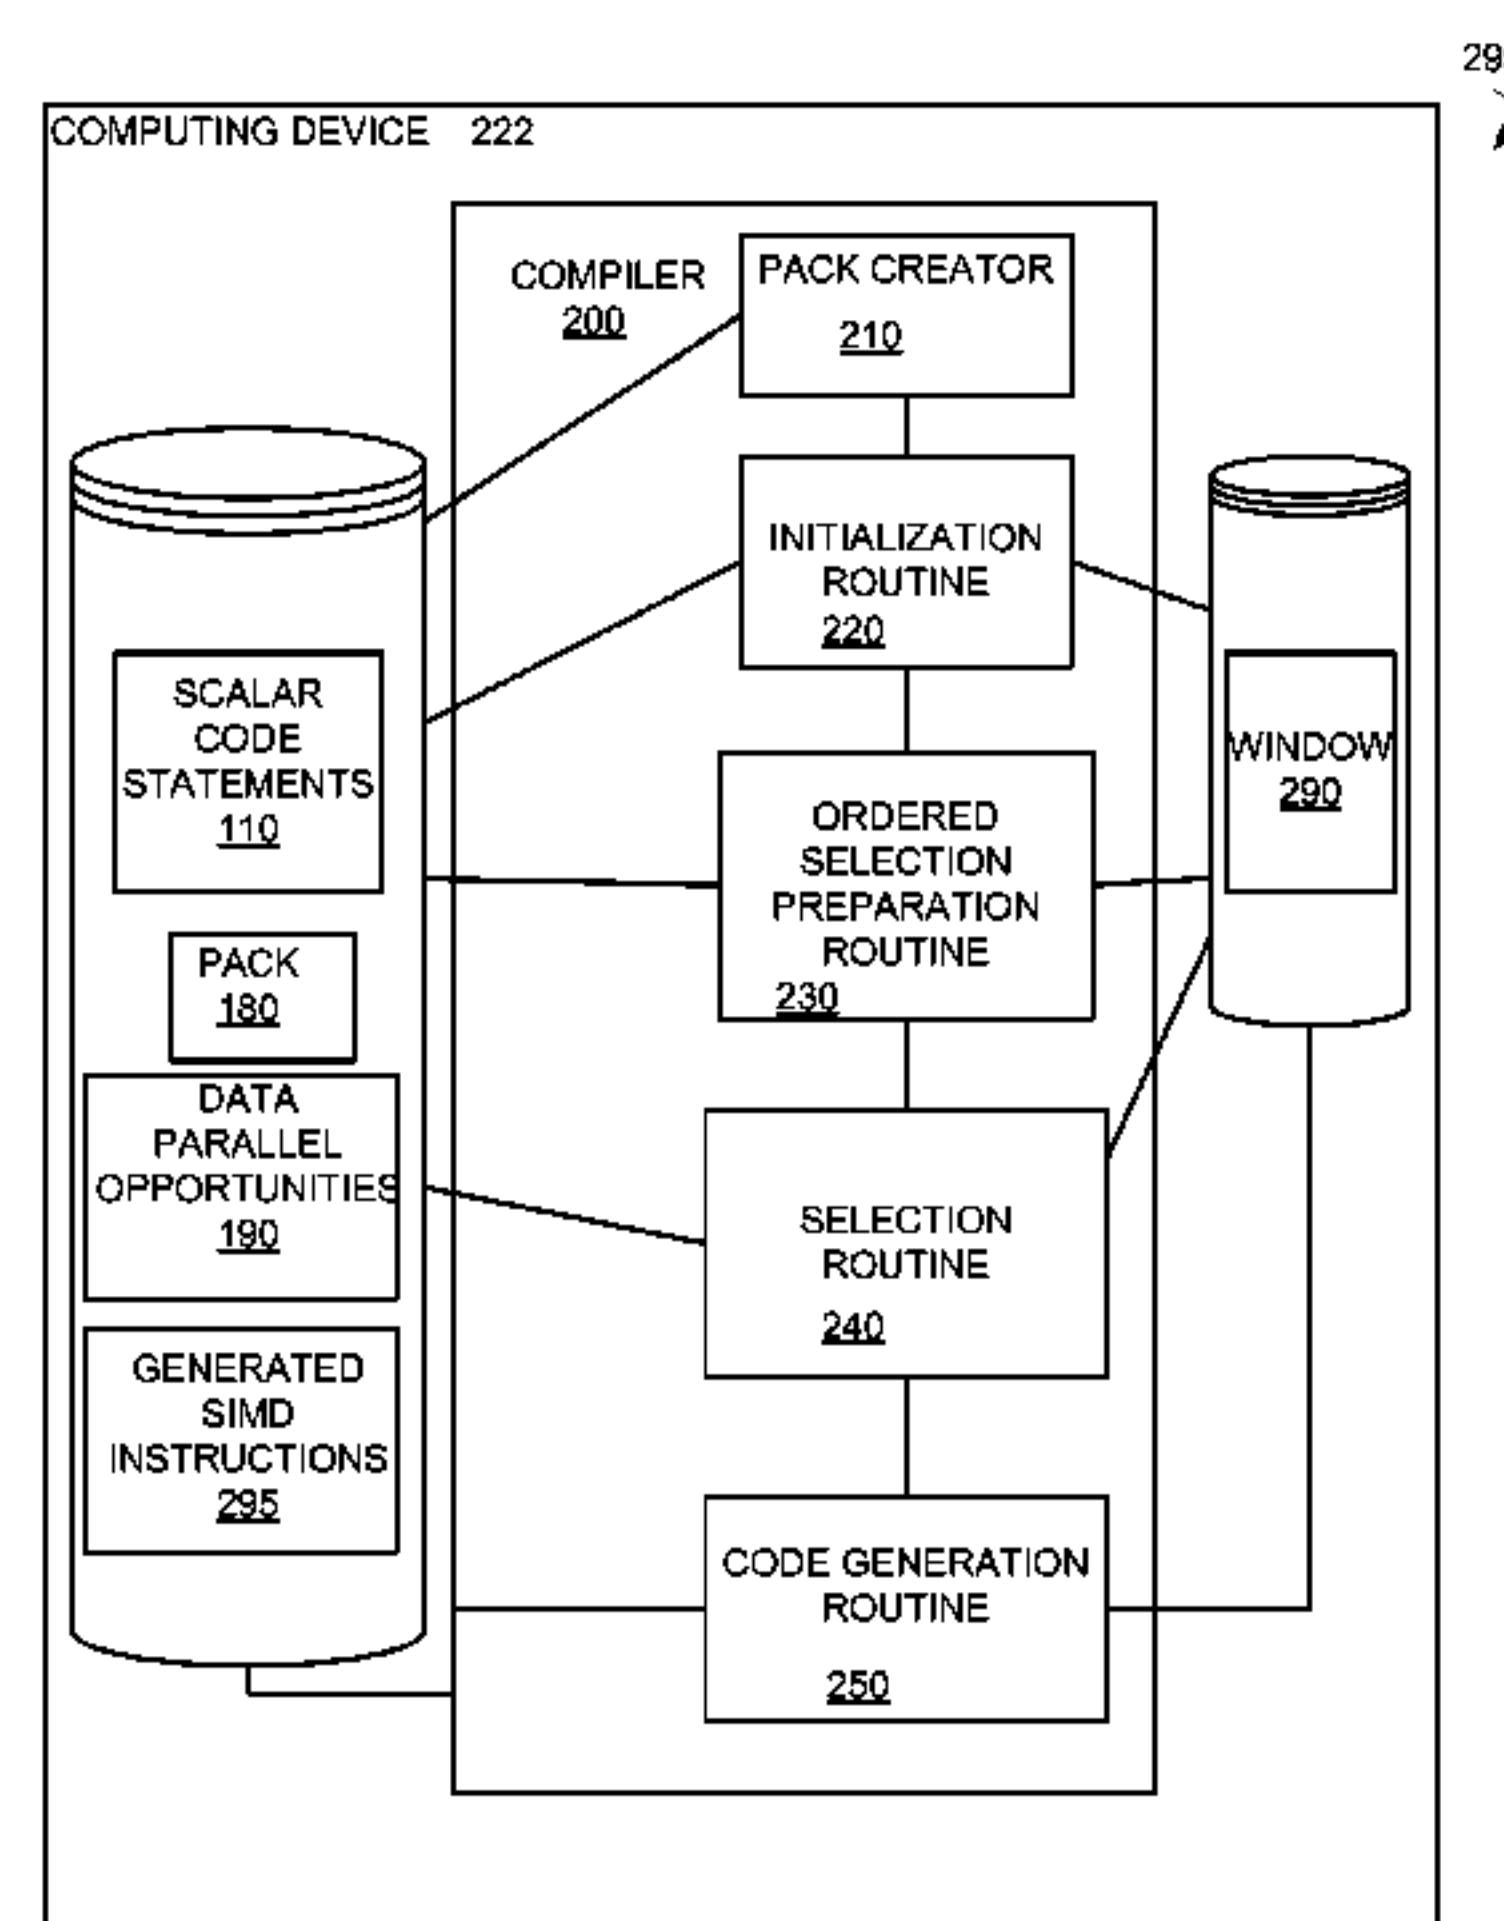 29
COMPUTING DEVICE 222
COMPILER
200
PACK CREATOR
210
INITIALIZATION
ROUTINE
220
SCALAR
CODE
STATEMENTS
110
WINDOW
290
ORDERED
SELECTION
PREPARATION
ROUTINE
230
PACK
180
DATA
PARALLEL
OPPORTUNITIES
190
SELECTION
ROUTINE
240
GENERATED
SIMD
INSTRUCTIONS
295
CODE GENERATION
ROUTINE
250